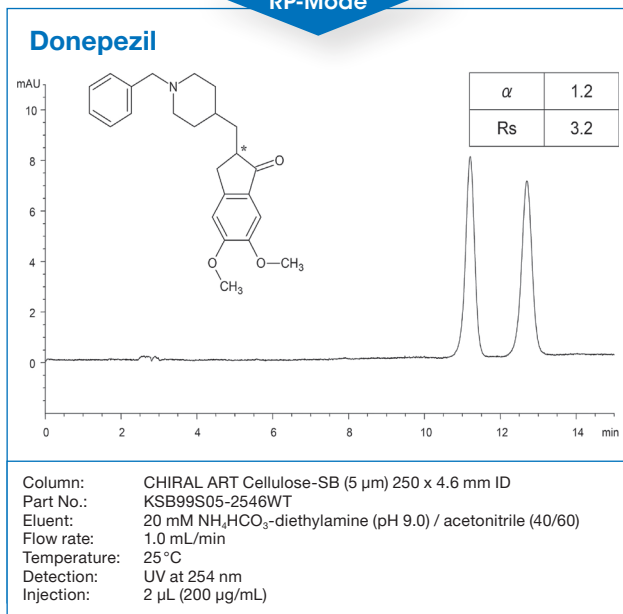 RP-Mode
Donepezil
mAU
10
8
6
4
2
0
0 2 4 6 8 10 12 14 min
N
*
O
O
O—CH₃
CH₃
α 1.2
Rs 3.2
Column: CHIRAL ART Cellulose-SB (5 µm) 250 x 4.6 mm ID
Part No.: KSB99S05-2546WT
Eluent: 20 mM NH₄HCO₃-diethylamine (pH 9.0) / acetonitrile (40/60)
Flow rate: 1.0 mL/min
Temperature: 25°C
Detection: UV at 254 nm
Injection: 2 µL (200 µg/mL)